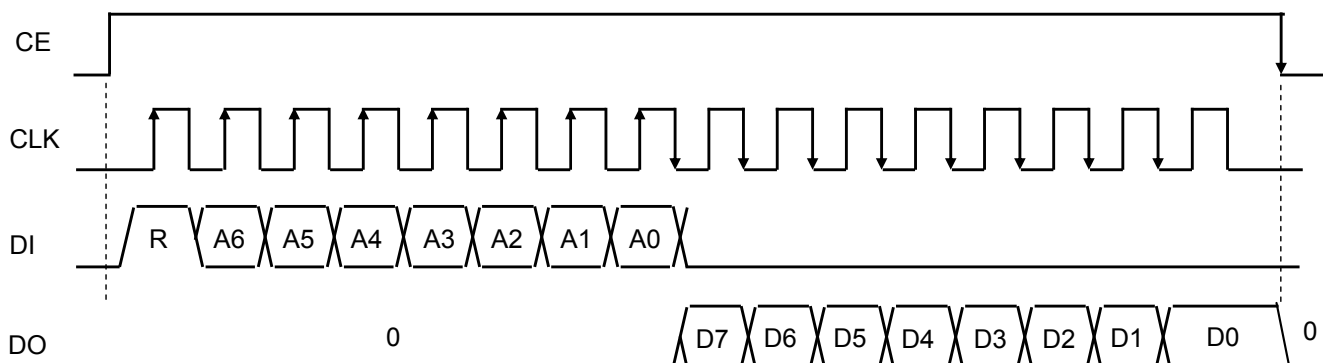 CE
CLK
DI R A6 A5 A4 A3 A2 A1 A0
DO 0 D7 D6 D5 D4 D3 D2 D1 D0 0